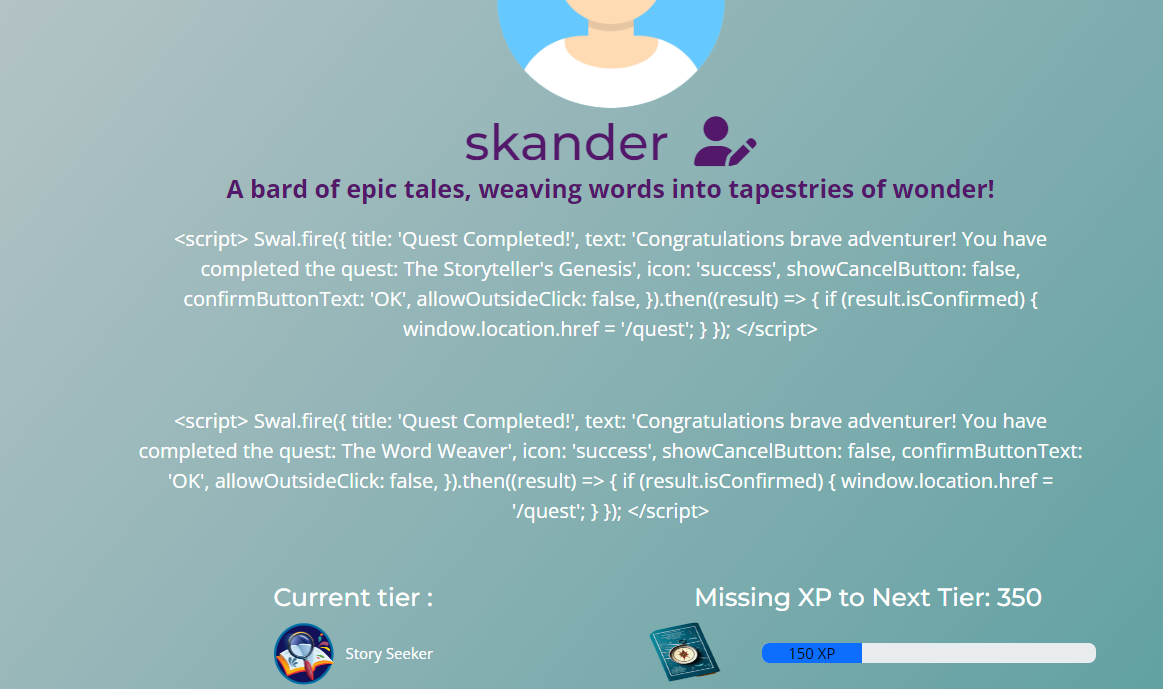 skander
A bard of epic tales, weaving words into tapestries of wonder!
<script> Swal.fire({ title: 'Quest Completed!', text: 'Congratulations brave adventurer! You have
completed the quest: The Storyteller's Genesis', icon: 'success', showCancelButton: false,
confirmButtonText: 'OK', allowOutsideClick: false, }).then((result) => { if (result.isConfirmed) {
window.location.href = '/quest'; } }); </script>
<script> Swal.fire({ title: 'Quest Completed!', text: 'Congratulations brave adventurer! You have
completed the quest: The Word Weaver', icon: 'success', showCancelButton: false, confirmButtonText:
'OK', allowOutsideClick: false, }).then((result) => { if (result.isConfirmed) { window.location.href =
'/quest'; } }); </script>
Current tier :
Story Seeker
Missing XP to Next Tier: 350
150 XP